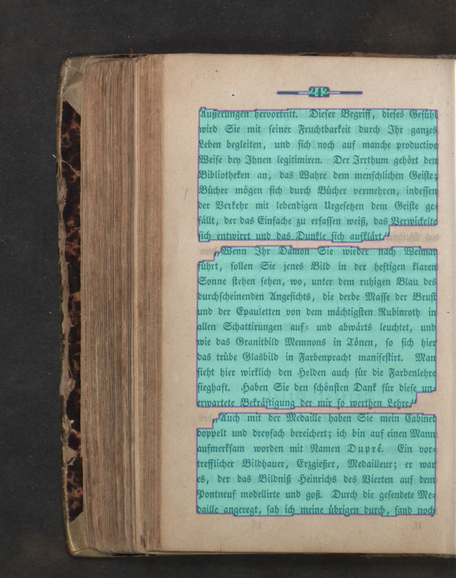 242
Äußerungen hervortritt. Dieser Begriff, dieses Gefühl
wird Sie mit seiner Fruchtbarkeit durch Ihr ganzes
Leben begleiten, und sich noch auf manche productive
Weise bey Ihnen legitimiren. Der Irrthum gehört den
Bibliotheken an, das Wahre dem menschlichen Geiste;
Bücher mögen sich durch Bücher vermehren, indessen
der Verkehr mit lebendigen Urgesetzen dem Geiste ge-
fällt, der das Einfache zu erfassen weiß, das Verwickelte
sich entwirrt und das Dunkle sich aufklärt.
„Wenn Ihr Dämon Sie wieder nach Weimar
führt, sollen Sie jenes Bild in der heftigen klaren
Sonne stehen sehen, wo, unter dem ruhigen Blau des
durchscheinenden Angesichts, die derbe Masse der Brust
und der Epauletten von dem mächtigsten Rubinroth in
allen Schattirungen auf- und abwärts leuchtet, und
wie das Granitbild Memnons in Tönen, so sich hier
das trübe Glasbild in Farbenpracht manifestirt. Man
sieht hier wirklich den Helden auch für die Farbenlehre
sieghaft. Haben Sie den schönsten Dank für diese un-
erwartete Bekräftigung der mir so werthen Lehre.
„Auch mit der Medaille haben Sie mein Cabinet
doppelt und dreyfach bereichert; ich bin auf einen Mann
aufmerksam worden mit Namen Dupré. Ein vor-
trefflicher Bildhauer, Erzgießer, Medailleur; er war
es, der das Bildniß Heinrichs des Vierten auf dem
Pontneuf modellirte und goß. Durch die gesendete Me-
daille angeregt, sah ich meine übrigen durch, fand noch